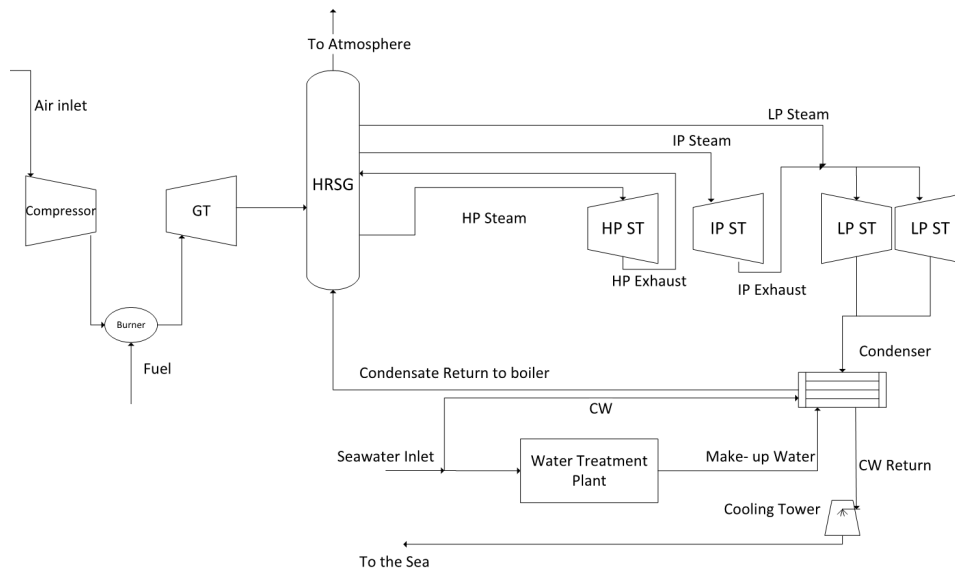 To Atmosphere
Air inlet
LP Steam
IP Steam
Compressor
GT
HRSG
HP Steam
HP ST
IP ST
LP ST
LP ST
HP Exhaust
IP Exhaust
Burner
Fuel
Condenser
Condensate Return to boiler
CW
Seawater Inlet
Water Treatment
Plant
Make- up Water
CW Return
Cooling Tower
To the Sea